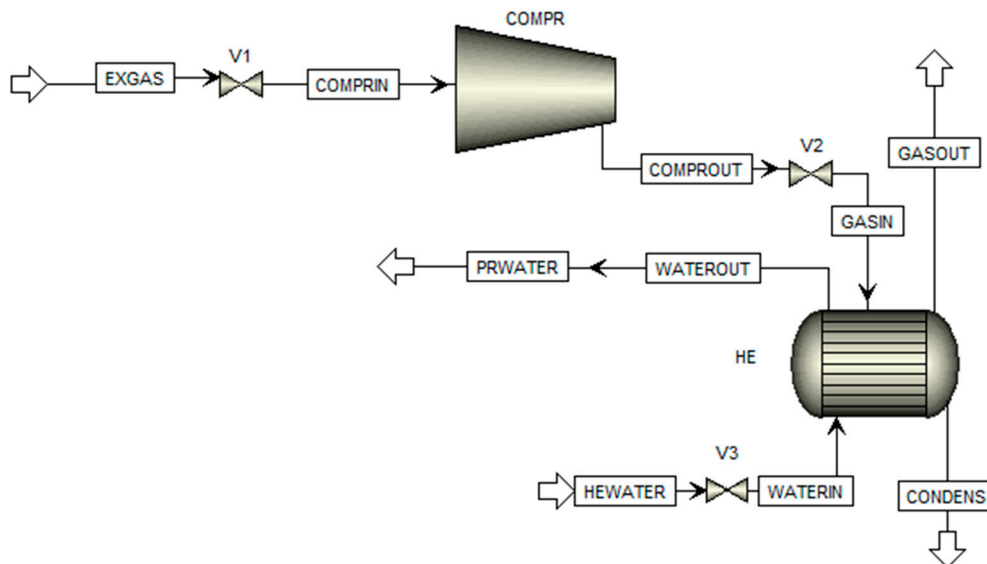 COMPR
V1
EXGAS
COMPRIN
V2
COMPROUT
GASOUT
GASIN
PRWATER
WATEROUT
HE
V3
HEWATER
WATERIN
CONDENS